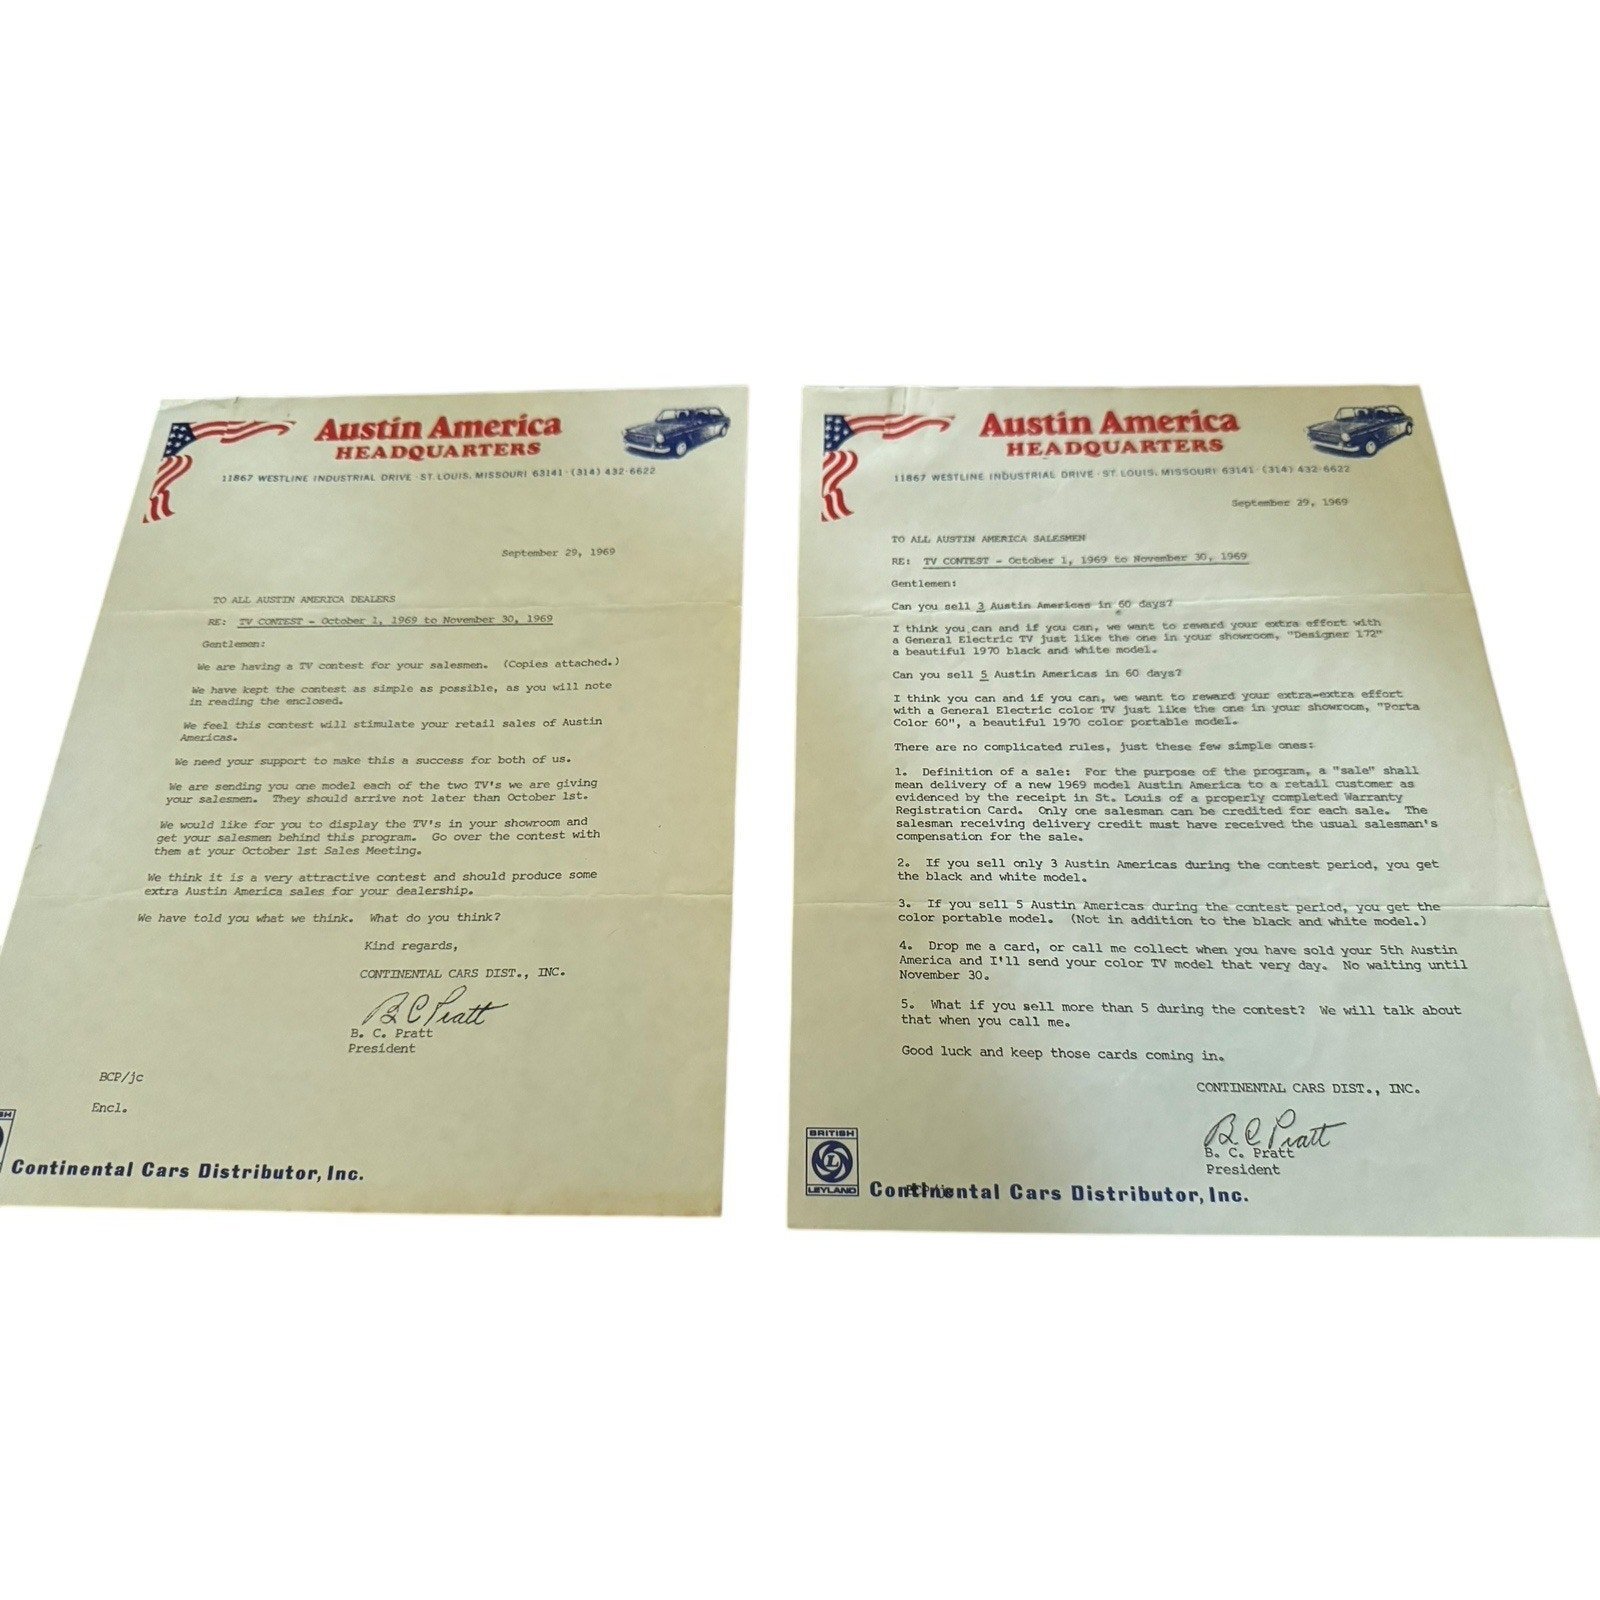 Austin America
HEADQUARTERS
11867 WESTLINE INDUSTRIAL DRIVE · ST. LOUIS, MISSOURI 63141 · (314) 432-6622
September 29, 1969
TO ALL AUSTIN AMERICA DEALERS
RE: TV CONTEST - October 1, 1969 to November 30, 1969
Gentlemen:
We are having a TV contest for your salesmen. (Copies attached.)
We have kept the contest as simple as possible, as you will note
in reading the enclosed.
We feel this contest will stimulate your retail sales of Austin
Americas.
We need your support to make this a success for both of us.
We are sending you one model each of the two TV's we are giving
your salesmen. They should arrive not later than October 1st.
We would like for you to display the TV's in your showroom and
get your salesmen behind this program. Go over the contest with
them at your October 1st Sales Meeting.
We think it is a very attractive contest and should produce some
extra Austin America sales for your dealership.
We have told you what we think. What do you think?
Kind regards,
CONTINENTAL CARS DIST., INC.
B C Pratt
B. C. Pratt
President
BCP/jc
Encl.
Continental Cars Distributor, Inc.
Austin America
HEADQUARTERS
11867 WESTLINE INDUSTRIAL DRIVE · ST. LOUIS, MISSOURI 63141 · (314) 432-6622
September 29, 1969
TO ALL AUSTIN AMERICA SALESMEN
RE: TV CONTEST - October 1, 1969 to November 30, 1969
Gentlemen:
Can you sell 3 Austin Americas in 60 days?
I think you can and if you can, we want to reward your extra effort with
a General Electric TV just like the one in your showroom, "Designer 172"
a beautiful 1970 black and white model.
Can you sell 5 Austin Americas in 60 days?
I think you can and if you can, we want to reward your extra-extra effort
with a General Electric color TV just like the one in your showroom, "Porta
Color 60", a beautiful 1970 color portable model.
There are no complicated rules, just these few simple ones:
1. Definition of a sale: For the purpose of the program, a "sale" shall
mean delivery of a new 1969 model Austin America to a retail customer as
evidenced by the receipt in St. Louis of a properly completed Warranty
Registration Card. Only one salesman can be credited for each sale. The
salesman receiving delivery credit must have received the usual salesman's
compensation for the sale.
2. If you sell only 3 Austin Americas during the contest period, you get
the black and white model.
3. If you sell 5 Austin Americas during the contest period, you get the
color portable model. (Not in addition to the black and white model.)
4. Drop me a card, or call me collect when you have sold your 5th Austin
America and I'll send your color TV model that very day. No waiting until
November 30.
5. What if you sell more than 5 during the contest? We will talk about
that when you call me.
Good luck and keep those cards coming in.
CONTINENTAL CARS DIST., INC.
B C Pratt
B. C. Pratt
President
BRITISH
L
LEYLAND
Continental Cars Distributor, Inc.